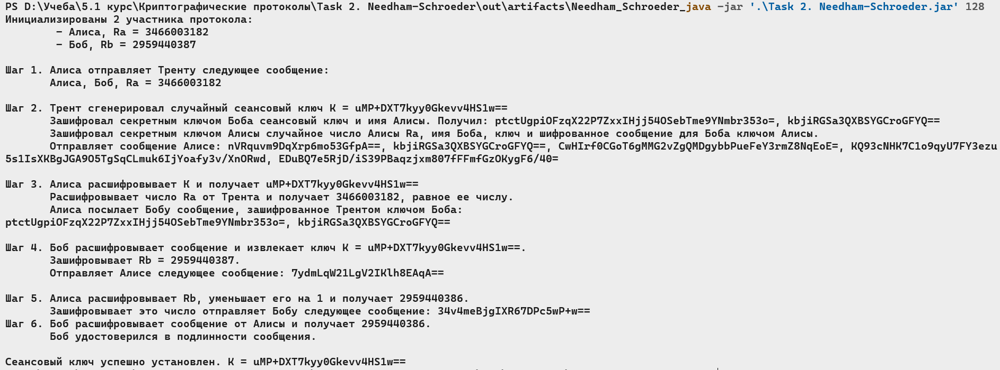 PS D:\Учеба\5.1 курс\Криптографические протоколы\Task 2. Needham-Schroeder\out\artifacts\Needham_Schroeder_java -jar '.\Task 2. Needham-Schroeder.jar' 128
Инициализированы 2 участника протокола:
- Алиса, Ra = 3466003182
- Боб, Rb = 2959440387
Шаг 1. Алиса отправляет Тренту следующее сообщение:
Алиса, Боб, Ra = 3466003182
Шаг 2. Трент сгенерировал случайный сеансовый ключ K = uMP+DXT7kyy0Gkevv4HS1w==
Зашифровал секретным ключом Боба сеансовый ключ и имя Алисы. Получил: ptctUgpiOFzqX22P7ZxxIHjj54OSebTme9YNmbr353o=, kbjiRGSa3QXBSYGCroGFYQ==
Зашифровал секретным ключом Алисы случайное число Алисы Ra, имя Боба, ключ и шифрованное сообщение для Боба ключом Алисы.
Отправляет сообщение Алисе: nVRquvm9DqXrp6mo53GfpA==, kbjiRGSa3QXBSYGCroGFYQ==, CwHIrf0CGoT6gMMG2vZgQMDgybbPueFeY3rmZ8NqEoE=, KQ93cNHK7C1o9qyU7FY3ezu
5s1IsXKBgJGA9O5TgSqCLmuk6IjYoafy3v/XnORwd, EDuBQ7e5RjD/iS39PBaqzjxm807fFFmfGzOKygF6/40=
Шаг 3. Алиса расшифровывает K и получает uMP+DXT7kyy0Gkevv4HS1w==
Расшифровывает число Ra от Трента и получает 3466003182, равное ее числу.
Алиса посылает Бобу сообщение, зашифрованное Трентом ключом Боба:
ptctUgpiOFzqX22P7ZxxIHjj54OSebTme9YNmbr353o=, kbjiRGSa3QXBSYGCroGFYQ==
Шаг 4. Боб расшифровывает сообщение и извлекает ключ K = uMP+DXT7kyy0Gkevv4HS1w==.
Зашифровывает Rb = 2959440387.
Отправляет Алисе следующее сообщение: 7ydmLqW21LgV2IKlh8EAqA==
Шаг 5. Алиса расшифровывает Rb, уменьшает его на 1 и получает 2959440386.
Зашифровывает это число отправляет Бобу следующее сообщение: 34v4meBjgIXR67DPc5wP+w==
Шаг 6. Боб расшифровывает сообщение от Алисы и получает 2959440386.
Боб удостоверился в подлинности сообщения.
Сеансовый ключ успешно установлен. K = uMP+DXT7kyy0Gkevv4HS1w==